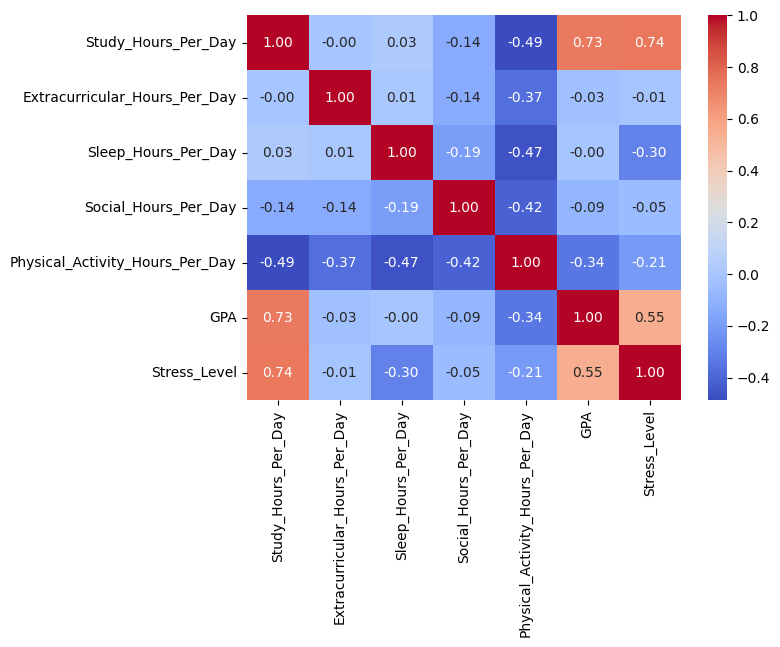 Study_Hours_Per_Day 1.00 -0.00 0.03 -0.14 -0.49 0.73 0.74
Extracurricular_Hours_Per_Day -0.00 1.00 0.01 -0.14 -0.37 -0.03 -0.01
Sleep_Hours_Per_Day 0.03 0.01 1.00 -0.19 -0.47 -0.00 -0.30
Social_Hours_Per_Day -0.14 -0.14 -0.19 1.00 -0.42 -0.09 -0.05
Physical_Activity_Hours_Per_Day -0.49 -0.37 -0.47 -0.42 1.00 -0.34 -0.21
GPA 0.73 -0.03 -0.00 -0.09 -0.34 1.00 0.55
Stress_Level 0.74 -0.01 -0.30 -0.05 -0.21 0.55 1.00
Study_Hours_Per_Day
Extracurricular_Hours_Per_Day
Sleep_Hours_Per_Day
Social_Hours_Per_Day
Physical_Activity_Hours_Per_Day
GPA
Stress_Level
1.0
0.8
0.6
0.4
0.2
0.0
−0.2
−0.4